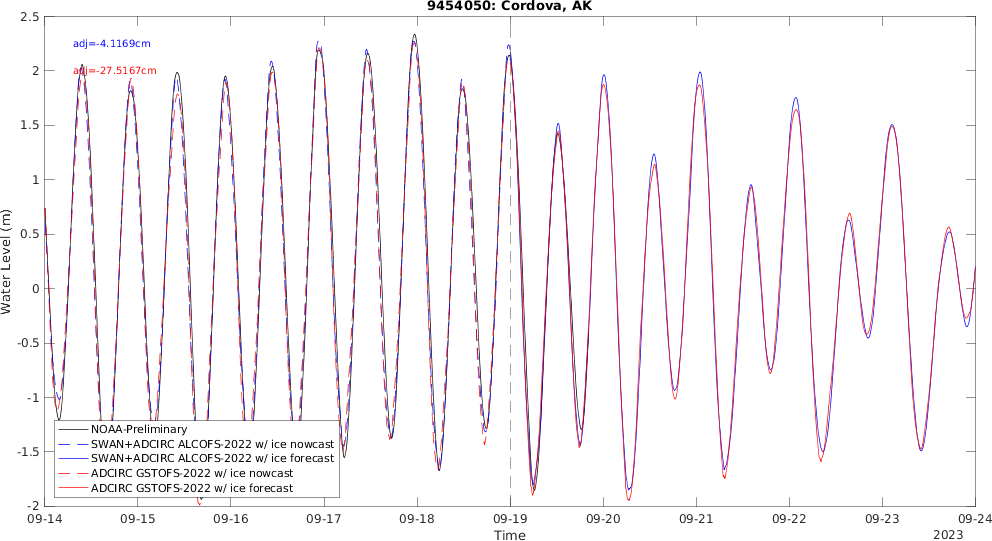 9454050: Cordova, AK
adj=-4.1169cm
adj=-27.5167cm
2.5
2
1.5
1
0.5
0
-0.5
-1
-1.5
-2
Water Level (m)
NOAA-Preliminary
SWAN+ADCIRC ALCOFS-2022 w/ ice nowcast
SWAN+ADCIRC ALCOFS-2022 w/ ice forecast
ADCIRC GSTOFS-2022 w/ ice nowcast
ADCIRC GSTOFS-2022 w/ ice forecast
09-14 09-15 09-16 09-17 09-18 09-19 09-20 09-21 09-22 09-23 09-24
Time
2023